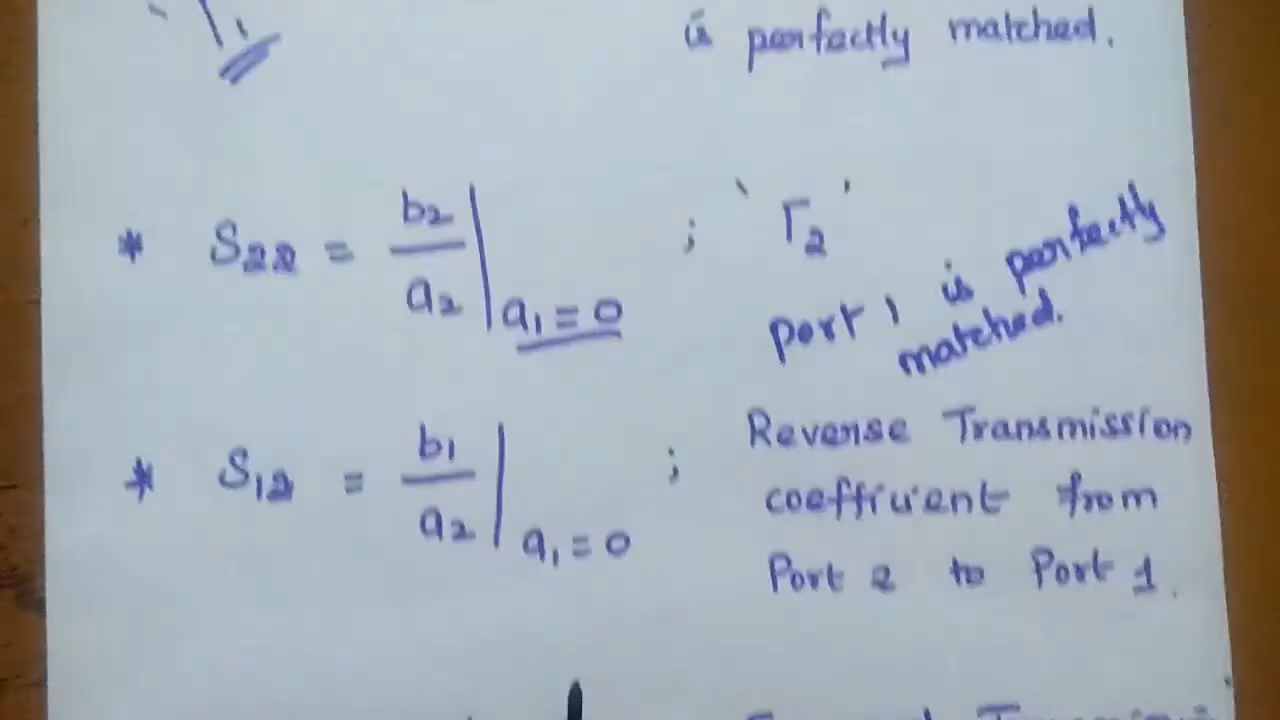 is perfectly matched.
* S22 = b2/a2 | a1 = 0 ; ' Γ2 '
port 1 is perfectly
matched.
* S12 = b1/a2 | a1 = 0 ; Reverse Transmission
coefficient from
Port 2 to Port 1.